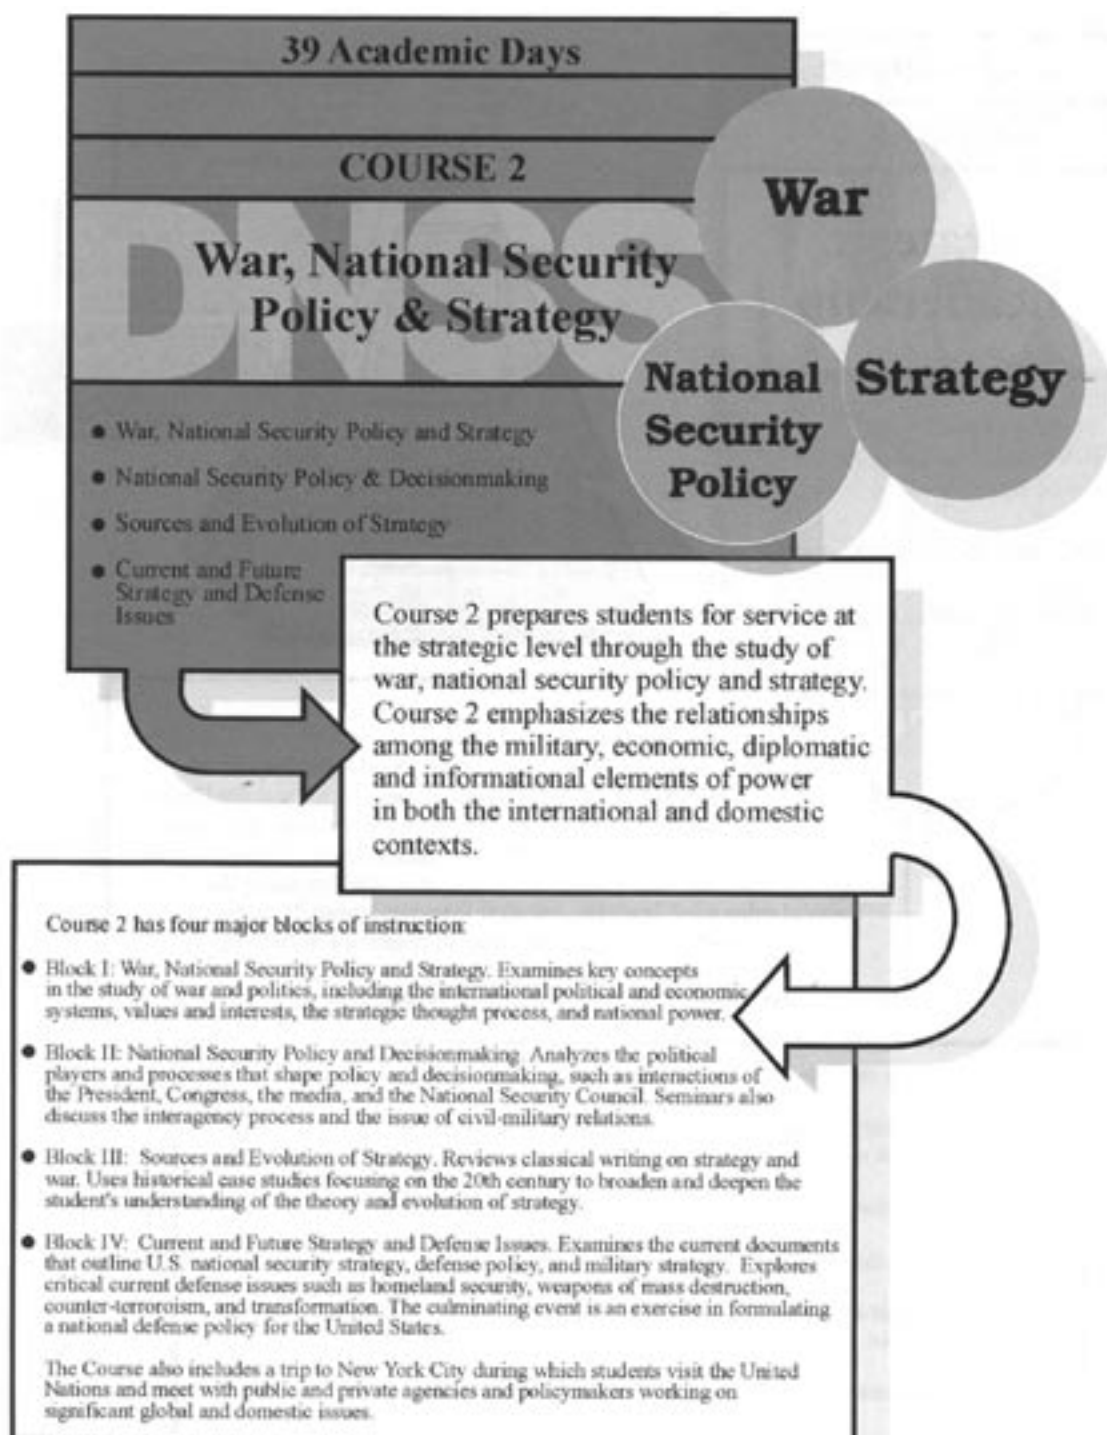 39 Academic Days
COURSE 2
DNSS
War, National Security
Policy & Strategy
War
Strategy
National
Security
Policy
● War, National Security Policy and Strategy
● National Security Policy & Decisionmaking
● Sources and Evolution of Strategy
● Current and Future
Strategy and Defense
Issues
Course 2 prepares students for service at
the strategic level through the study of
war, national security policy and strategy.
Course 2 emphasizes the relationships
among the military, economic, diplomatic
and informational elements of power
in both the international and domestic
contexts.
Course 2 has four major blocks of instruction:
● Block I: War, National Security Policy and Strategy. Examines key concepts
in the study of war and politics, including the international political and economic
systems, values and interests, the strategic thought process, and national power.
● Block II: National Security Policy and Decisionmaking. Analyzes the political
players and processes that shape policy and decisionmaking, such as interactions of
the President, Congress, the media, and the National Security Council. Seminars also
discuss the interagency process and the issue of civil-military relations.
● Block III: Sources and Evolution of Strategy. Reviews classical writing on strategy and
war. Uses historical case studies focusing on the 20th century to broaden and deepen the
student's understanding of the theory and evolution of strategy.
● Block IV: Current and Future Strategy and Defense Issues. Examines the current documents
that outline U.S. national security strategy, defense policy, and military strategy. Explores
critical current defense issues such as homeland security, weapons of mass destruction,
counter-terroroism, and transformation. The culminating event is an exercise in formulating
a national defense policy for the United States.
The Course also includes a trip to New York City during which students visit the United
Nations and meet with public and private agencies and policymakers working on
significant global and domestic issues.